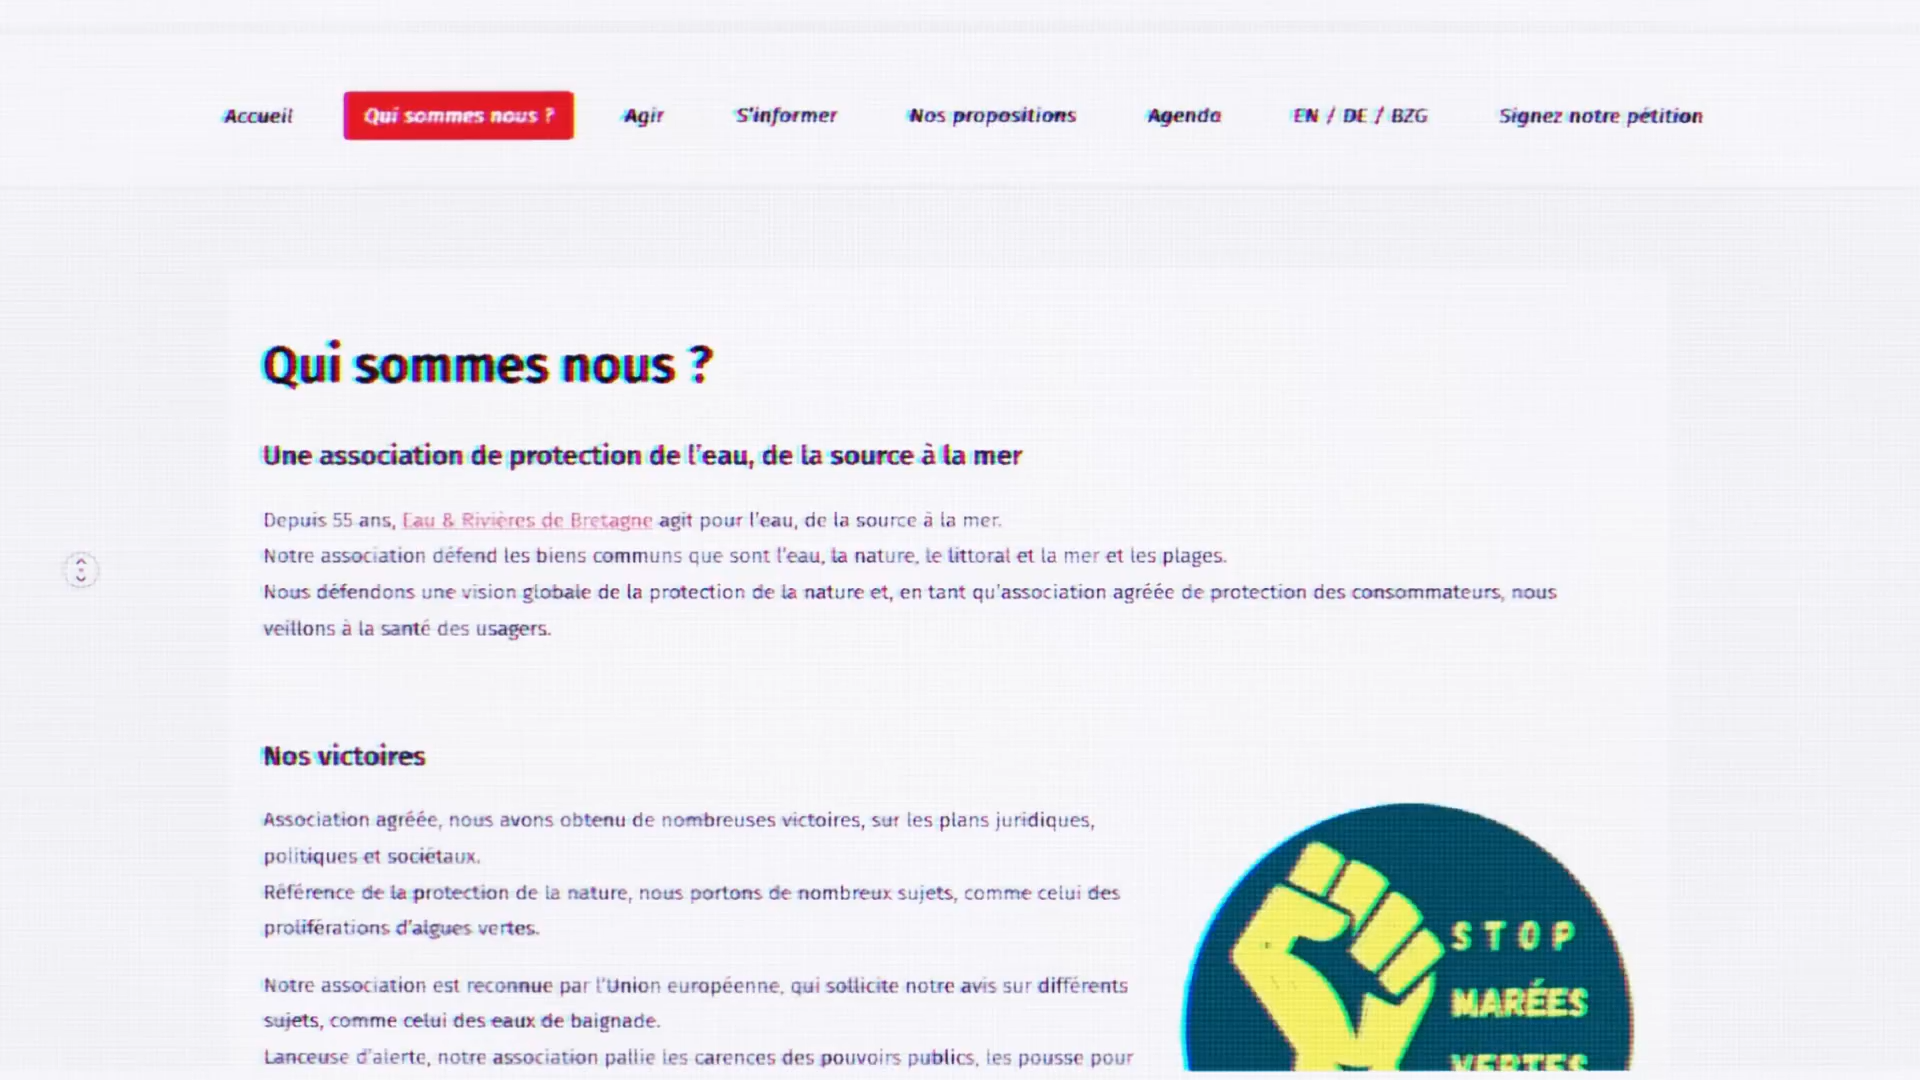 Accueil
Qui sommes nous ?
Agir
S'informer
Nos propositions
Agenda
EN / DE / BZG
Signez notre pétition
Qui sommes nous ?
Une association de protection de l'eau, de la source à la mer
Depuis 55 ans, Eau & Rivières de Bretagne agit pour l'eau, de la source à la mer.
Notre association défend les biens communs que sont l'eau, la nature, le littoral et la mer et les plages.
Nous défendons une vision globale de la protection de la nature et, en tant qu'association agréée de protection des consommateurs, nous
veillons à la santé des usagers.
Nos victoires
Association agréée, nous avons obtenu de nombreuses victoires, sur les plans juridiques,
politiques et sociétaux.
Référence de la protection de la nature, nous portons de nombreux sujets, comme celui des
proliférations d'algues vertes.
Notre association est reconnue par l'Union européenne, qui sollicite notre avis sur différents
sujets, comme celui des eaux de baignade.
Lanceuse d'alerte, notre association pallie les carences des pouvoirs publics, les pousse pour
STOP
MARÉES
VERTES